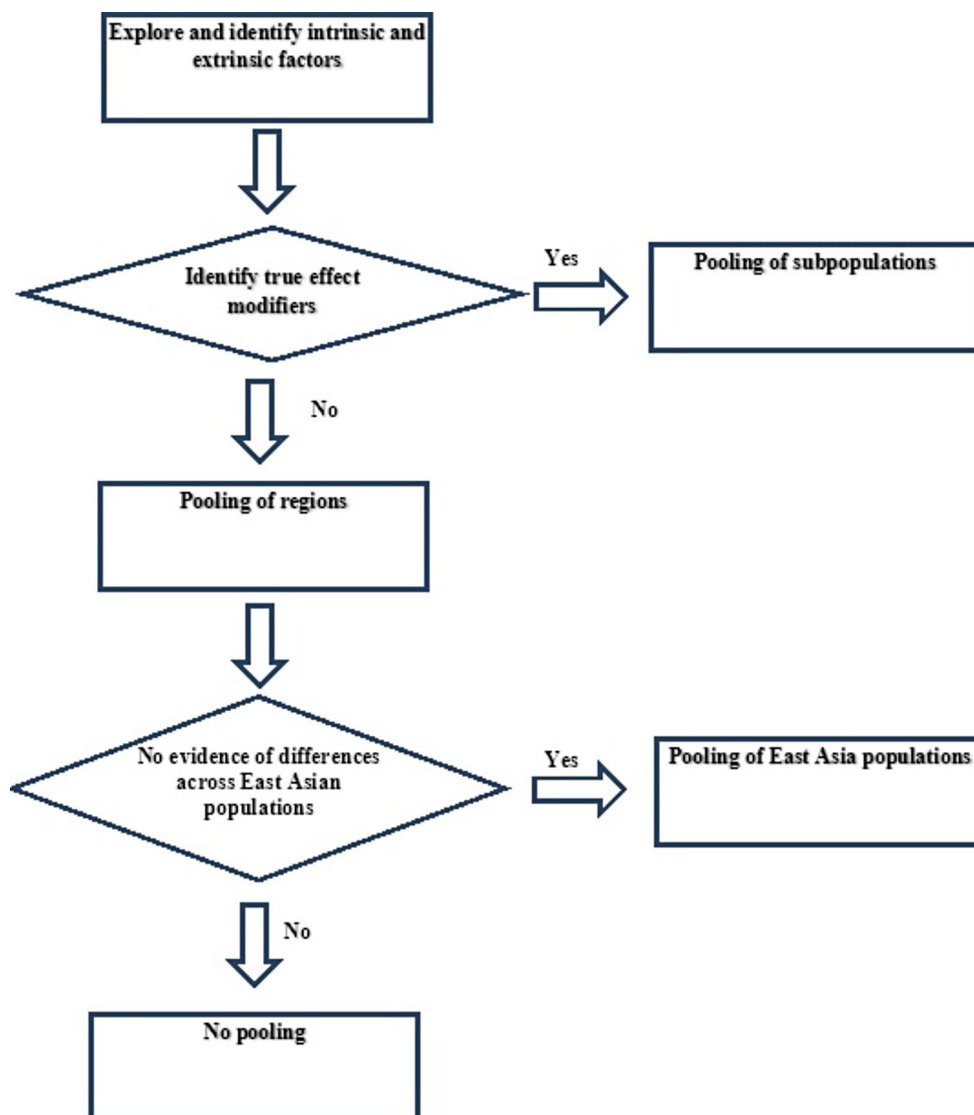 Explore and identify intrinsic and
extrinsic factors
Identify true effect
modifiers
Yes
Pooling of subpopulations
No
Pooling of regions
No evidence of differences
across East Asian
populations
Yes
Pooling of East Asia populations
No
No pooling